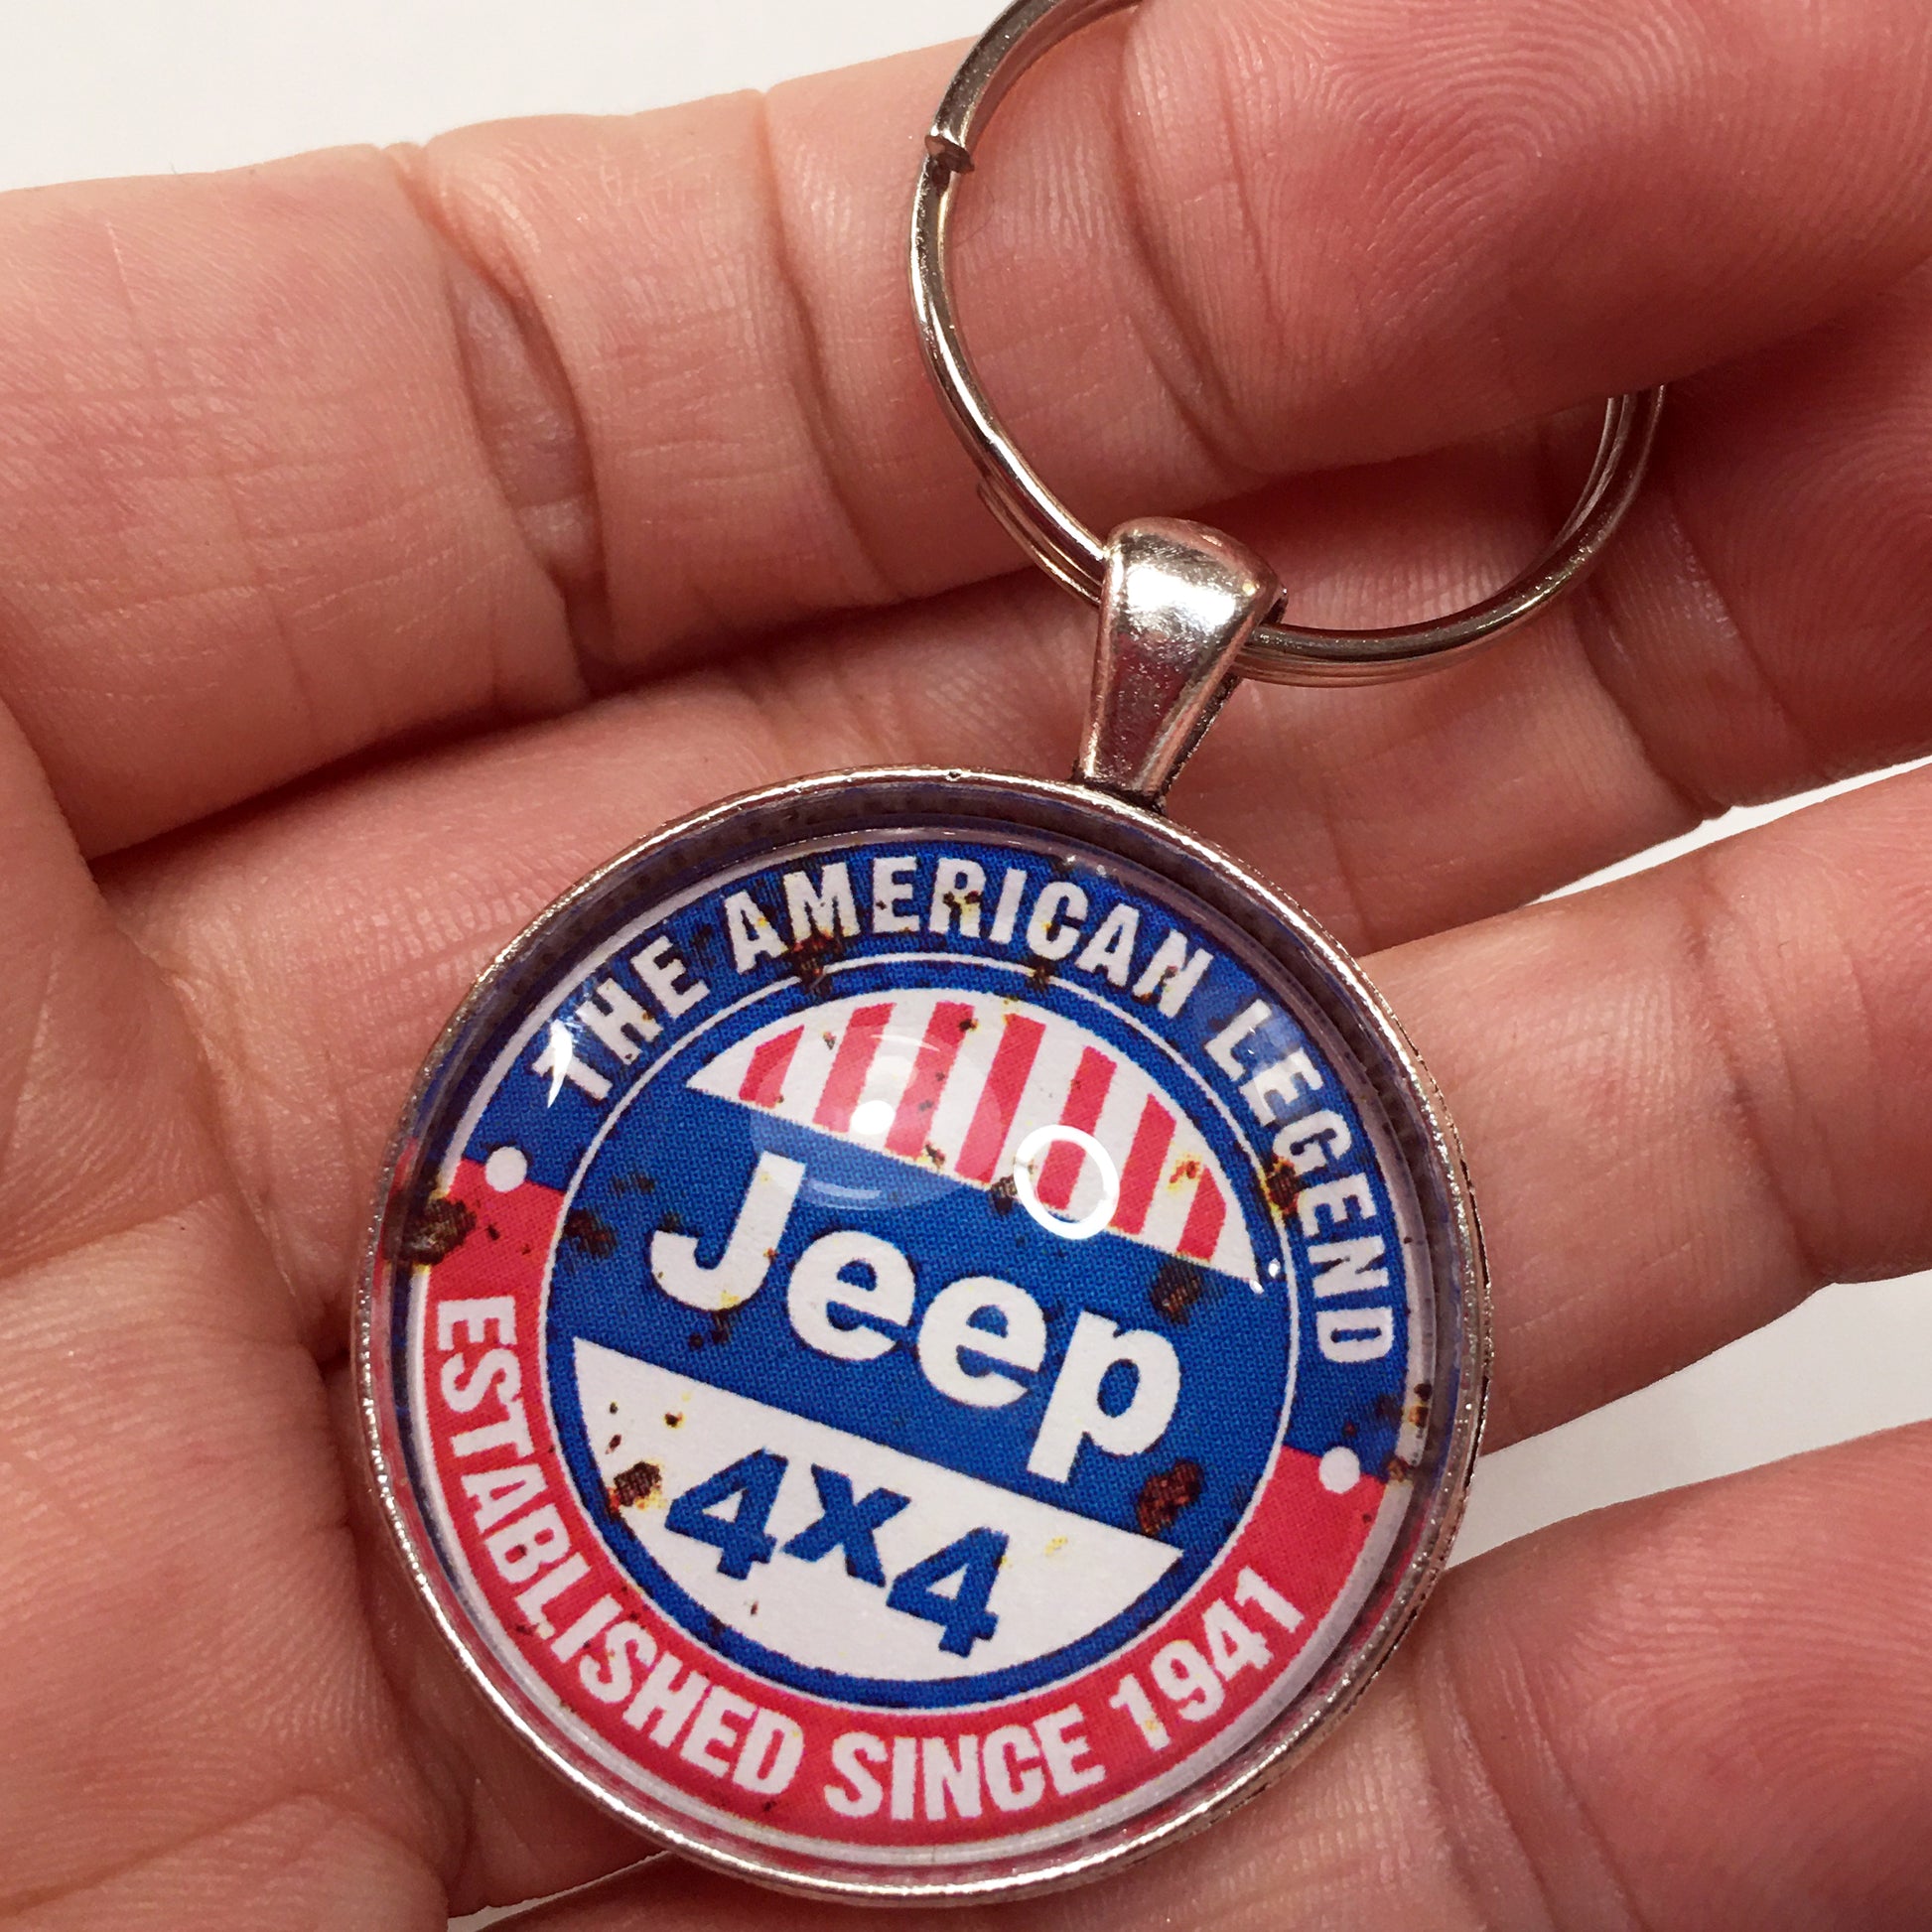 THE AMERICAN LEGEND
Jeep
4x4
ESTABLISHED SINCE 1941